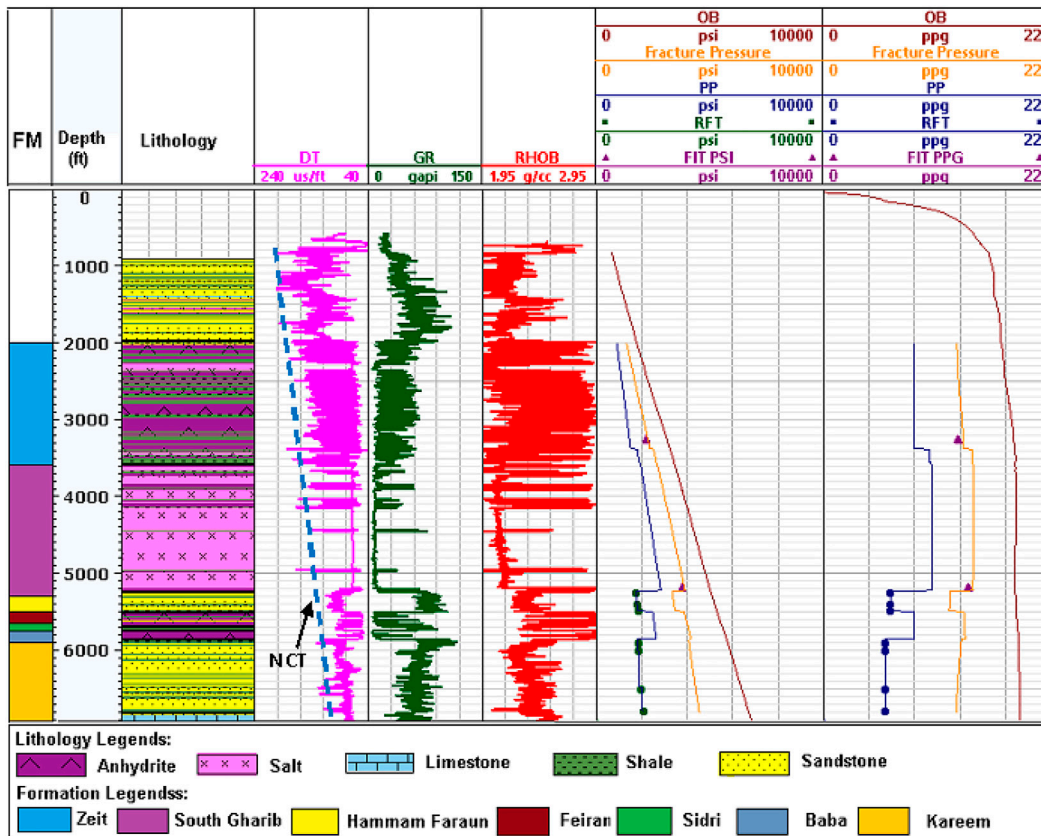 OB
0 psi 10000
Fracture Pressure
0 psi 10000
PP
0 psi 10000
RFT
0 psi 10000
FIT PSI
0 psi 10000
OB
0 ppg 22
Fracture Pressure
0 ppg 22
PP
0 ppg 22
RFT
0 ppg 22
FIT PPG
0 ppg 22
FM
Depth
(ft)
Lithology
DT
240 us/ft 40
GR
0 gapi 150
RHOB
1.95 g/cc 2.95
0
1000
2000
3000
4000
5000
6000
NCT
Lithology Legends:
Anhydrite Salt Limestone Shale Sandstone
Formation Legendss:
Zeit South Gharib Hammam Faraun Feiran Sidri Baba Kareem